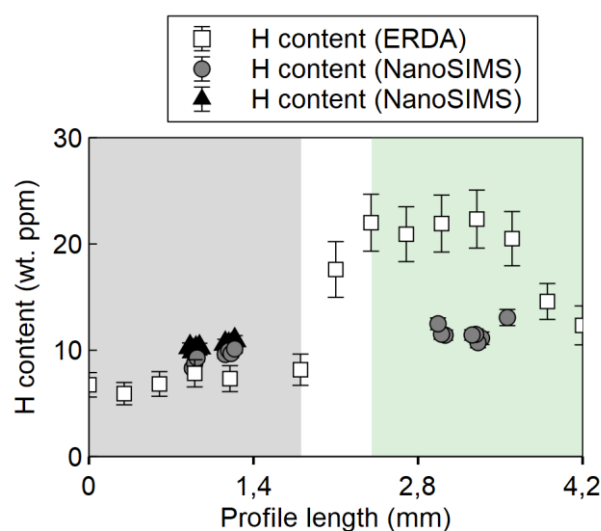 H content (ERDA)
H content (NanoSIMS)
H content (NanoSIMS)
H content (wt. ppm)
30
20
10
0
0
1,4
2,8
4,2
Profile length (mm)